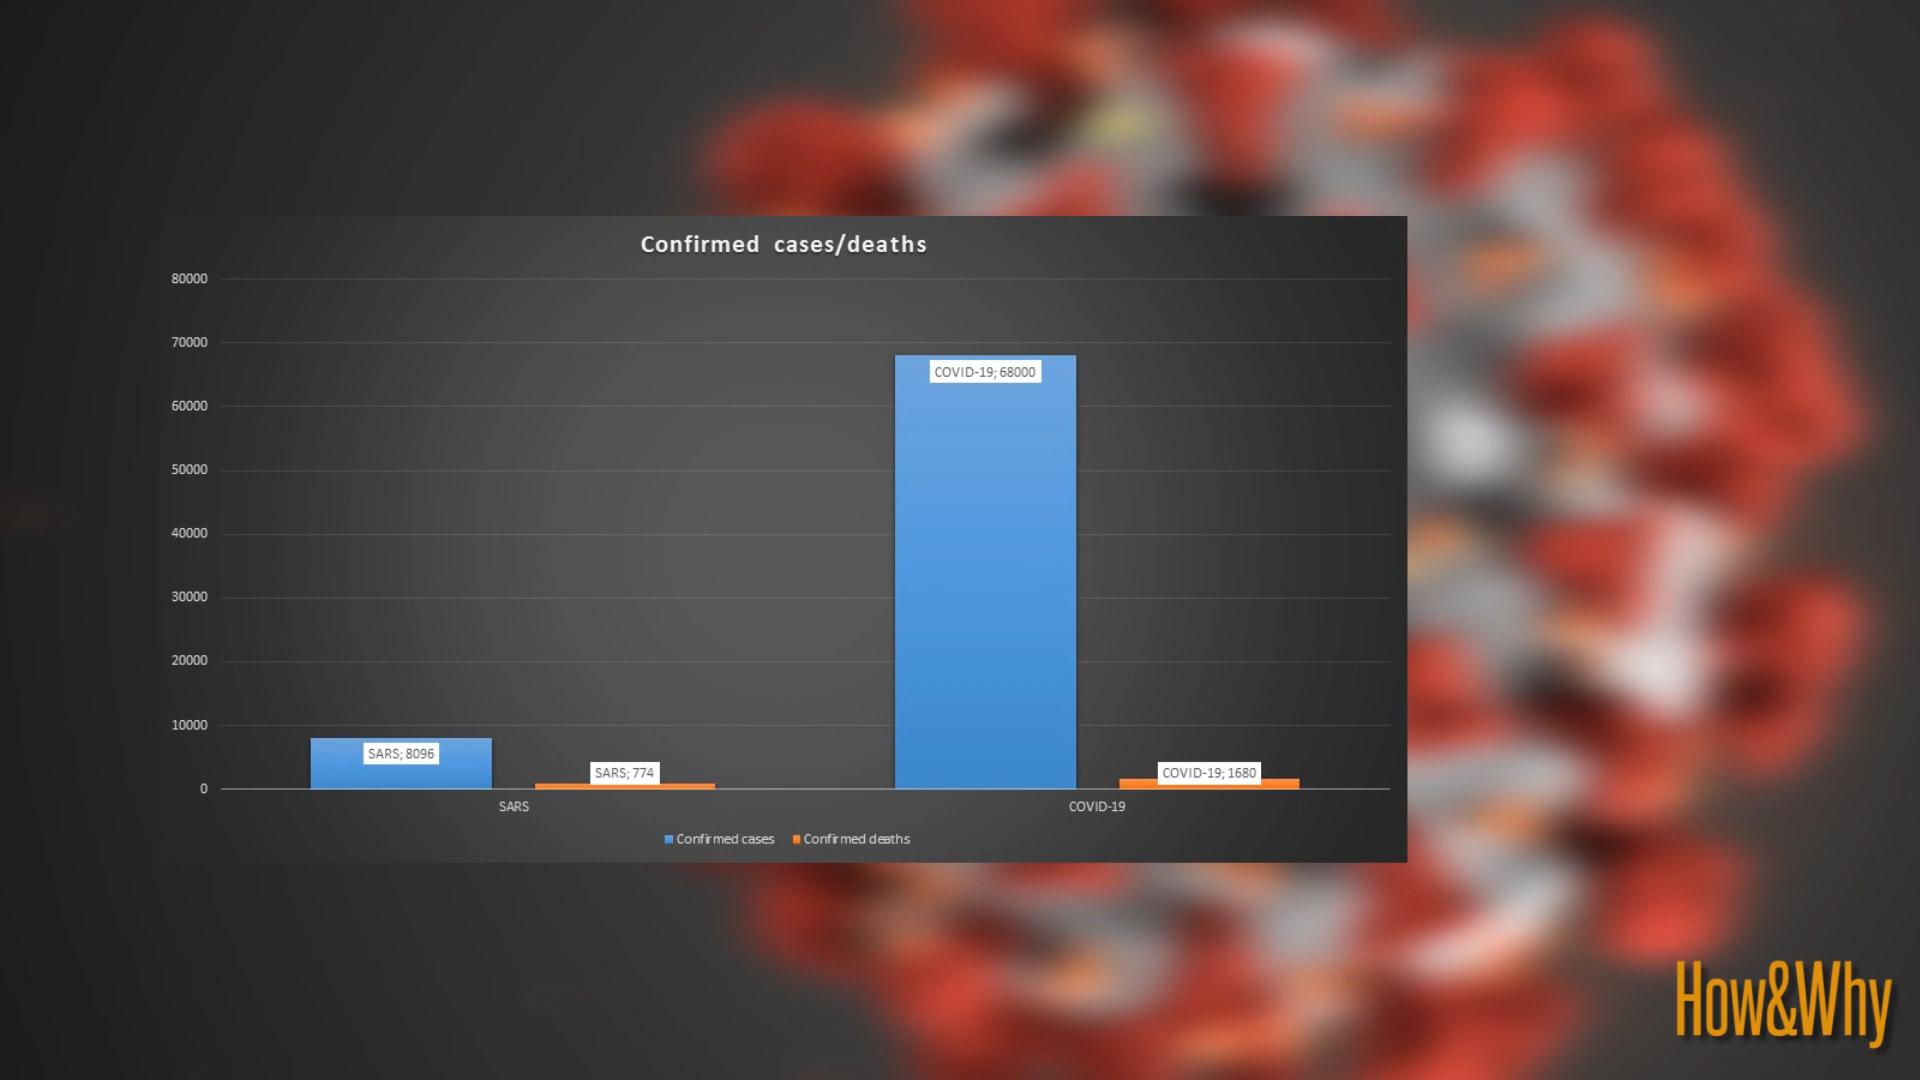 Confirmed cases/deaths
80000
70000
60000
50000
40000
30000
20000
10000
0
COVID-19; 68000
SARS; 8096
SARS; 774
COVID-19; 1680
SARS
COVID-19
Confirmed cases
Confirmed deaths
How&Why